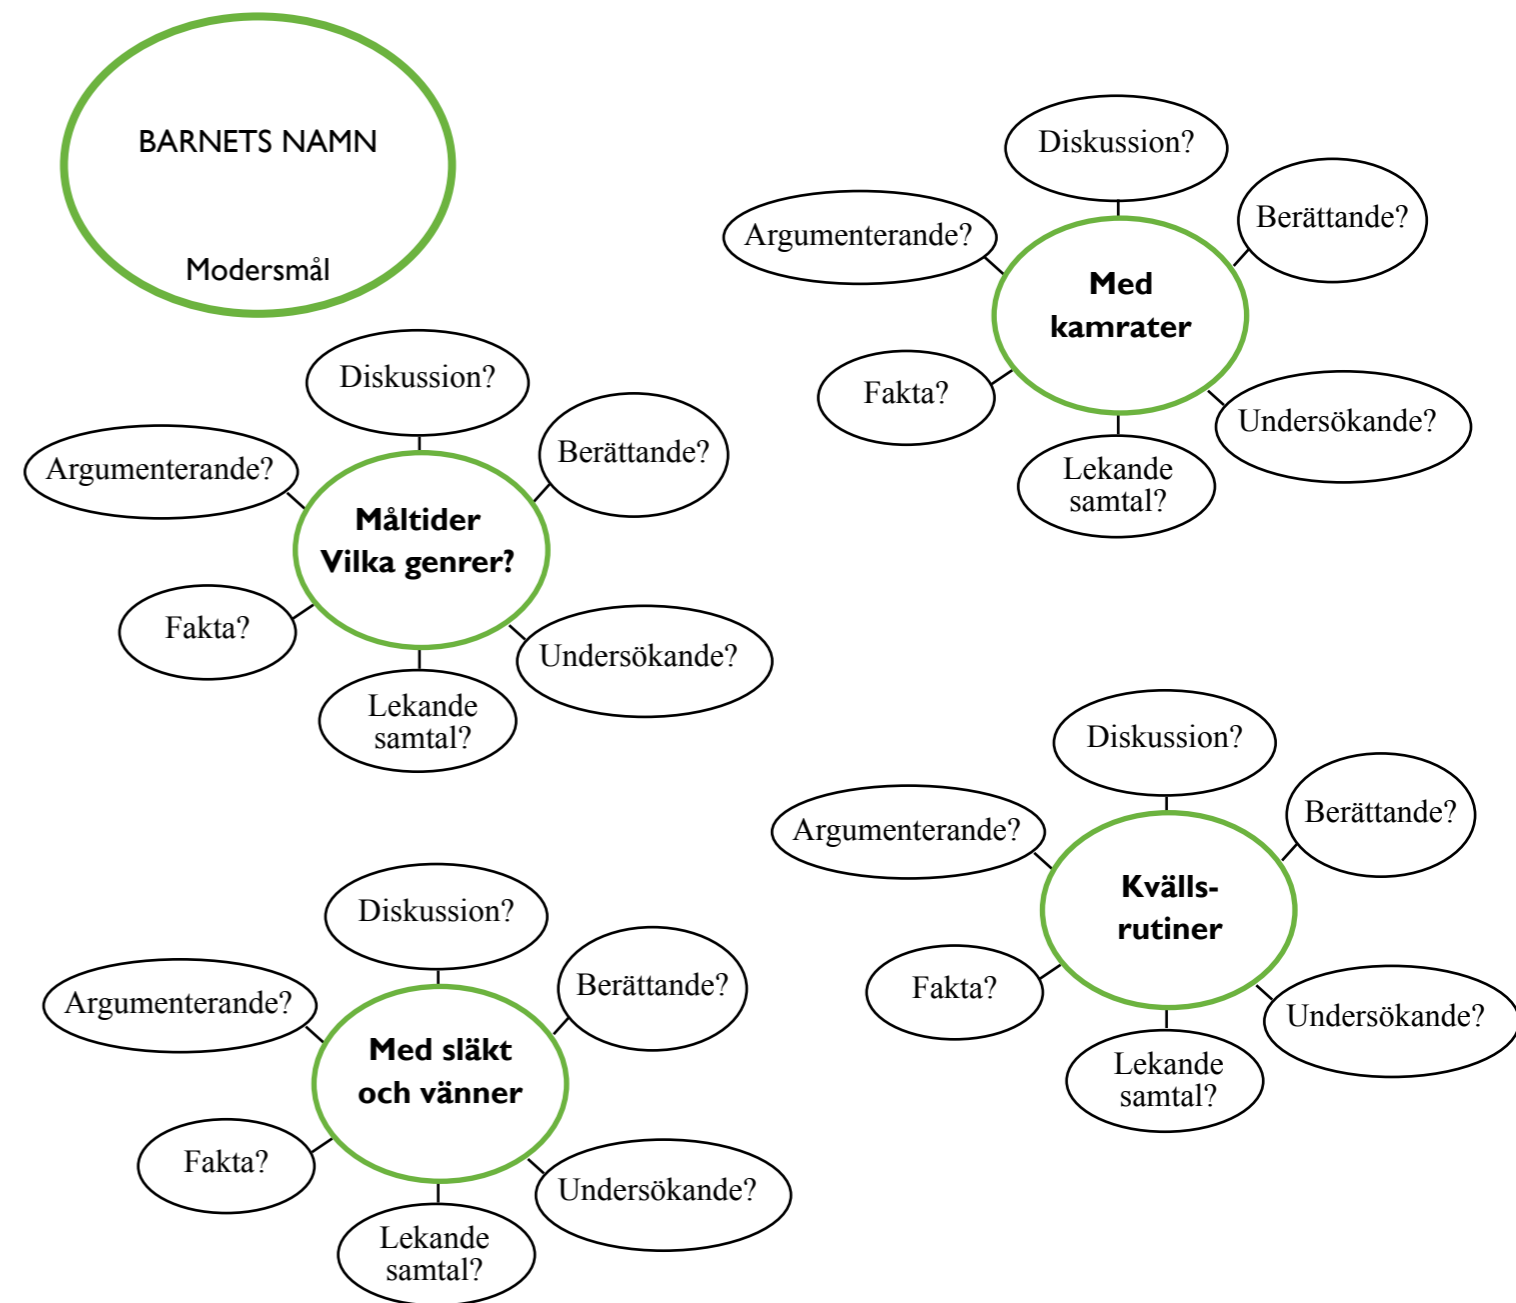 BARNETS NAMN
Modersmål
Diskussion?
Argumenterande?
Berättande?
Måltider
Vilka genrer?
Fakta?
Undersökande?
Lekande
samtal?
Diskussion?
Argumenterande?
Berättande?
Med
kamrater
Fakta?
Undersökande?
Lekande
samtal?
Diskussion?
Argumenterande?
Berättande?
Med släkt
och vänner
Fakta?
Undersökande?
Lekande
samtal?
Diskussion?
Argumenterande?
Berättande?
Kvälls-
rutiner
Fakta?
Undersökande?
Lekande
samtal?